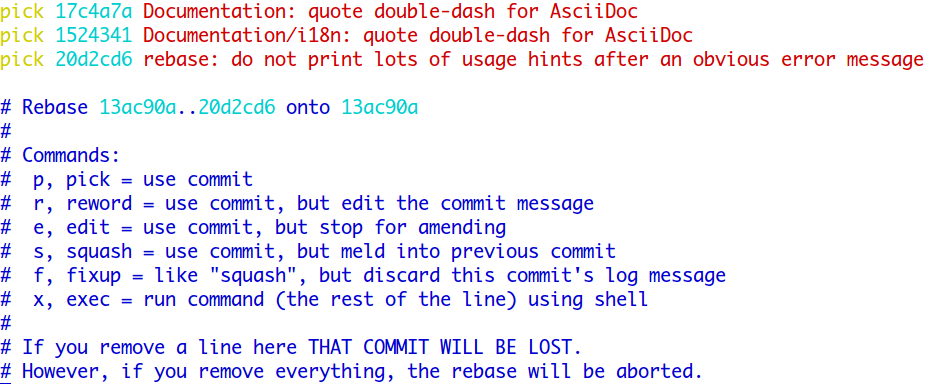 pick 17c4a7a Documentation: quote double-dash for AsciiDoc
pick 1524341 Documentation/i18n: quote double-dash for AsciiDoc
pick 20d2cd6 rebase: do not print lots of usage hints after an obvious error message

# Rebase 13ac90a..20d2cd6 onto 13ac90a
#
# Commands:
#  p, pick = use commit
#  r, reword = use commit, but edit the commit message
#  e, edit = use commit, but stop for amending
#  s, squash = use commit, but meld into previous commit
#  f, fixup = like "squash", but discard this commit's log message
#  x, exec = run command (the rest of the line) using shell
#
# If you remove a line here THAT COMMIT WILL BE LOST.
# However, if you remove everything, the rebase will be aborted.